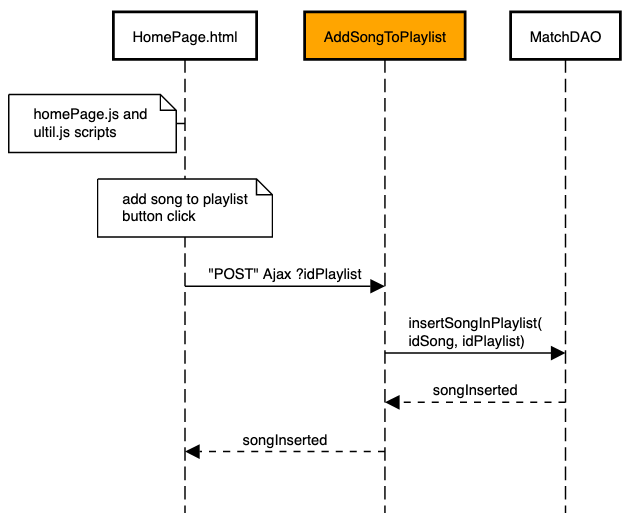 HomePage.html
AddSongToPlaylist
MatchDAO
homePage.js and
ultil.js scripts
add song to playlist
button click
"POST" Ajax ?idPlaylist
insertSongInPlaylist(
idSong, idPlaylist)
songInserted
songInserted